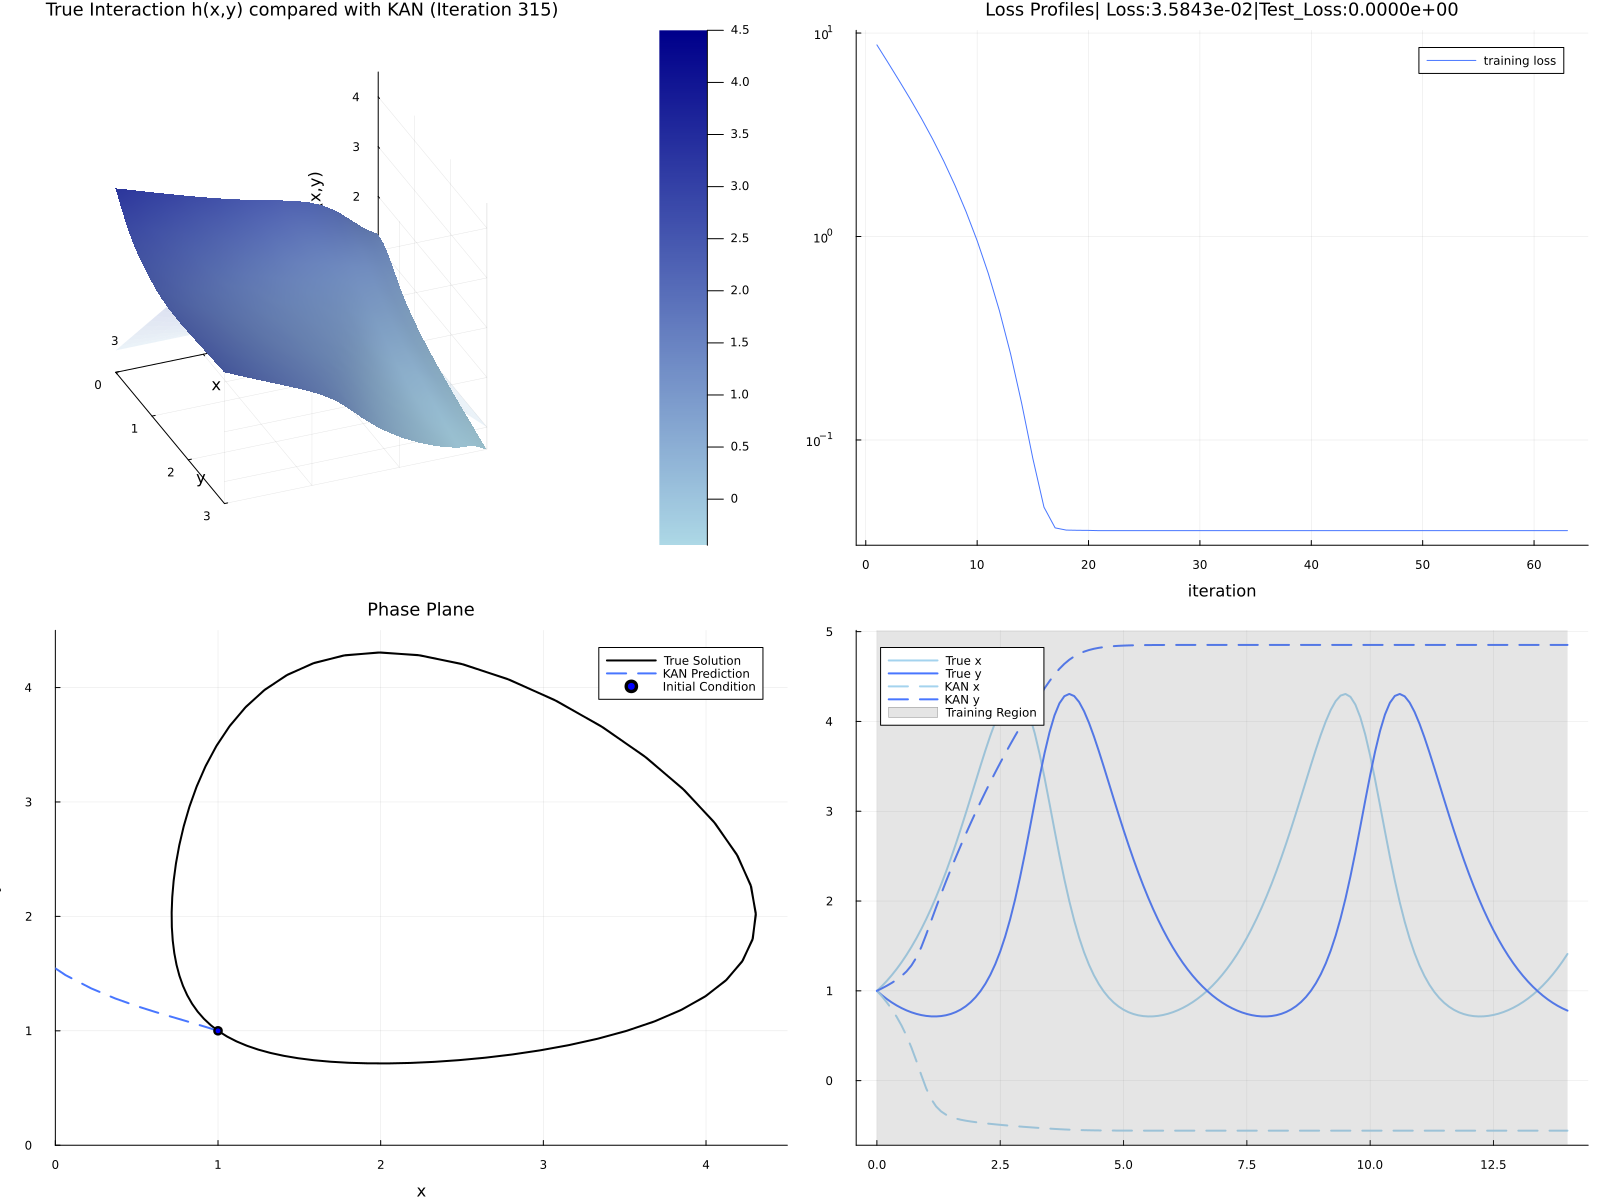 True Interaction h(x,y) compared with KAN (Iteration 315)
4
3
2
x,y)
3
0
x
1
2
y
3
4.5
4.0
3.5
3.0
2.5
2.0
1.5
1.0
0.5
0
Loss Profiles| Loss:3.5843e-02|Test_Loss:0.0000e+00
10^1
10^0
10^-1
training loss
0 10 20 30 40 50 60
iteration
Phase Plane
True Solution
KAN Prediction
Initial Condition
4
3
2
1
0
0 1 2 3 4
x
5
4
3
2
1
0
True x
True y
KAN x
KAN y
Training Region
0.0 2.5 5.0 7.5 10.0 12.5